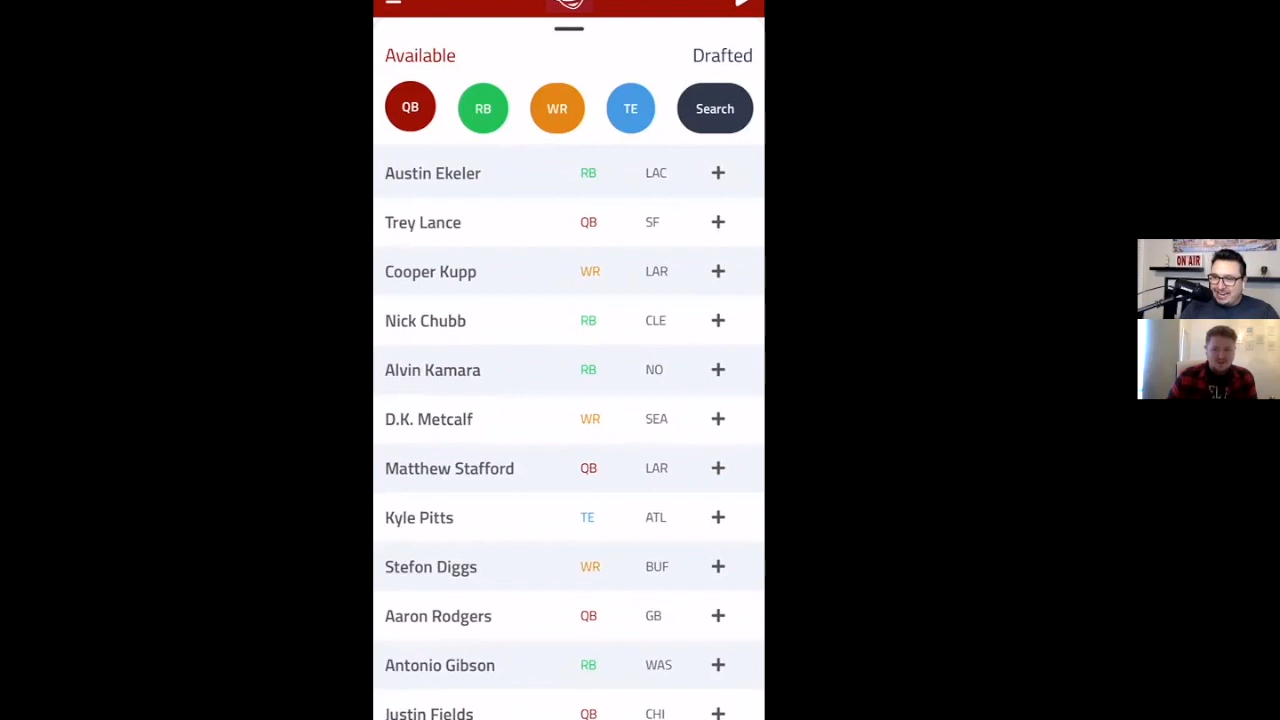 Available Drafted
QB RB WR TE Search
Austin Ekeler RB LAC +
Trey Lance QB SF +
Cooper Kupp WR LAR +
Nick Chubb RB CLE +
Alvin Kamara RB NO +
D.K. Metcalf WR SEA +
Matthew Stafford QB LAR +
Kyle Pitts TE ATL +
Stefon Diggs WR BUF +
Aaron Rodgers QB GB +
Antonio Gibson RB WAS +
Justin Fields QB CHI +
ON AIR